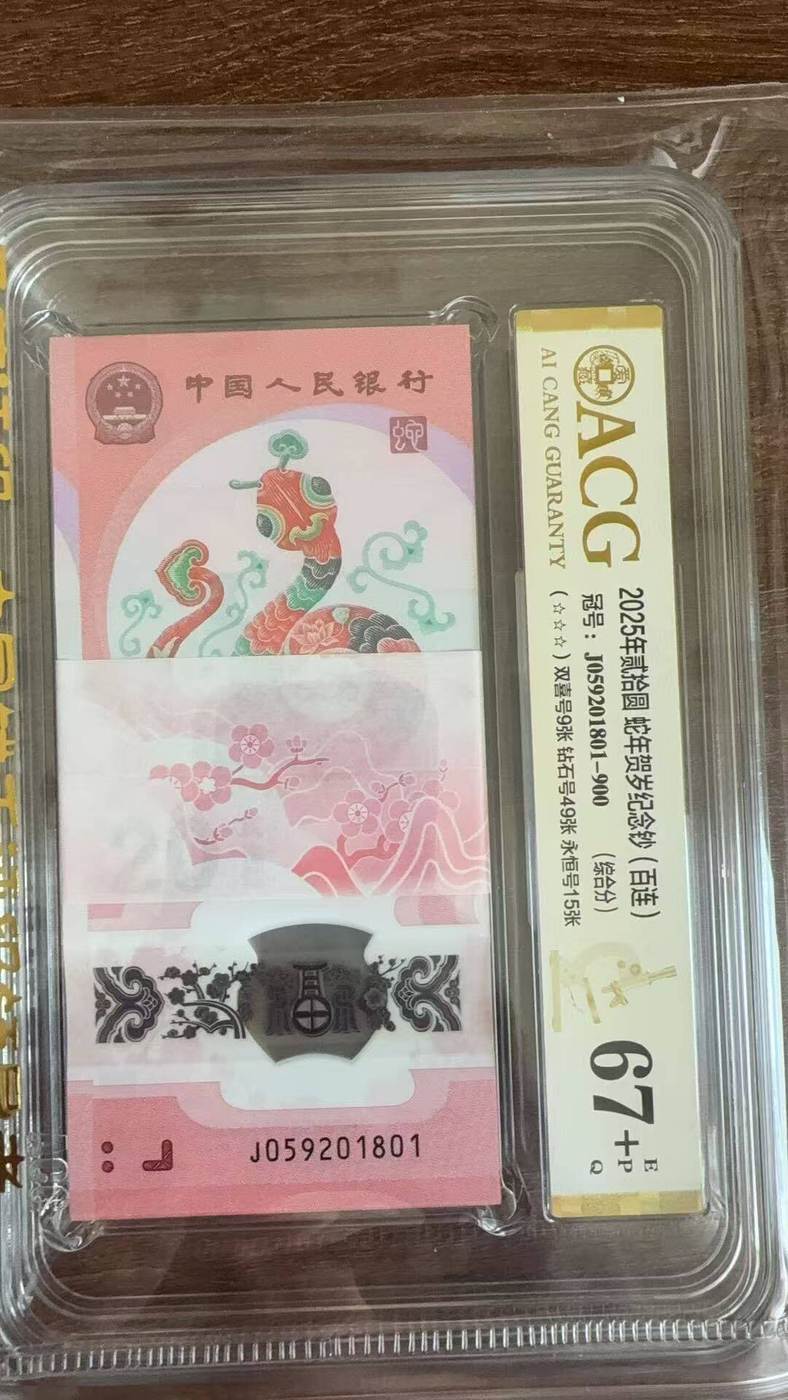 中国人民银行
蛇
J059201801
ACG
AI CANG GUARANTY
2025年贰拾圆 蛇年贺岁纪念钞（百连）
冠号：J059201801-900 （综合分）
（☆☆☆）双喜号9张 钻石号49张 永恒号15张
67+
E
P
Q